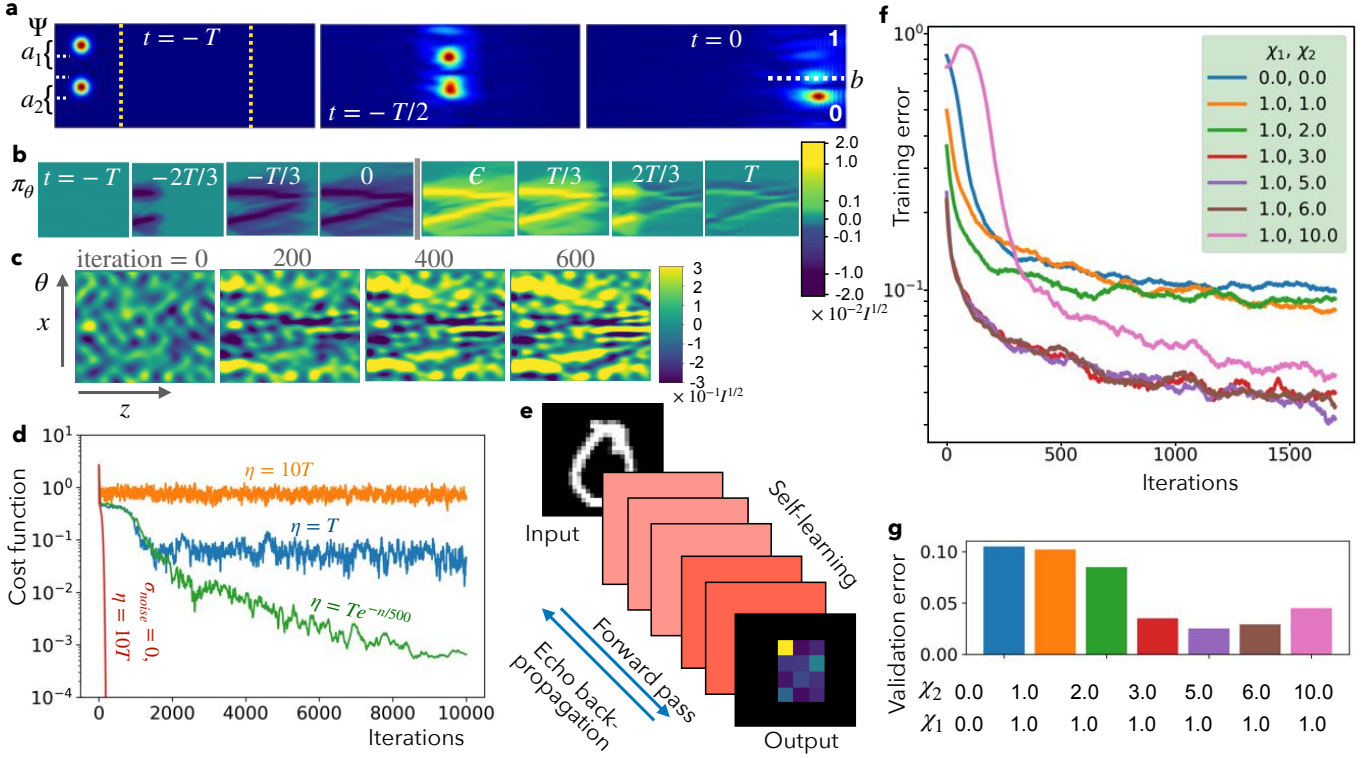 a
Ψ
a₁{
a₂{
t = − T
t = − T/2
t = 0
1
0
b
b
π_θ
t = − T
−2T/3
−T/3
0
ϵ
T/3
2T/3
T
2.0
1.0
0.1
0.0
-0.1
-1.0
-2.0
× 10⁻²I^{1/2}
c
iteration = 0
200
400
600
θ
x
z
3
2
1
0
-1
-2
-3
× 10⁻¹I^{1/2}
d
Cost function
10¹
10⁰
10⁻¹
10⁻²
10⁻³
10⁻⁴
η = 10T
η = T
η = Te^{−n/500}
σ_noise = 0,
η = 10T
0
2000
4000
6000
8000
10000
Iterations
e
Input
Self-learning
Forward pass
Echo back-
propagation
Output
f
Training error
10⁰
10⁻¹
χ₁, χ₂
0.0, 0.0
1.0, 1.0
1.0, 2.0
1.0, 3.0
1.0, 5.0
1.0, 6.0
1.0, 10.0
0
500
1000
1500
Iterations
g
Validation error
0.10
0.05
0.00
χ₂ 0.0 1.0 2.0 3.0 5.0 6.0 10.0
χ₁ 0.0 1.0 1.0 1.0 1.0 1.0 1.0